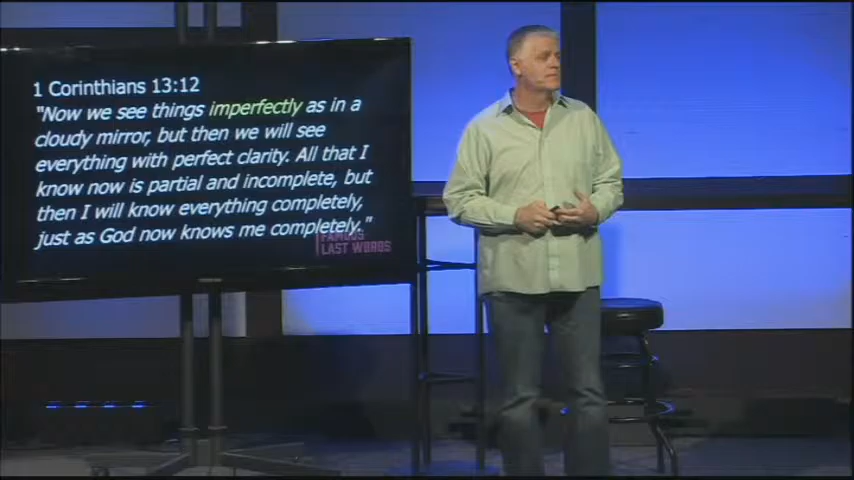 1 Corinthians 13:12
"Now we see things imperfectly as in a
cloudy mirror, but then we will see
everything with perfect clarity. All that I
know now is partial and incomplete, but
then I will know everything completely,
just as God now knows me completely."
FAMOUS
LAST WORDS